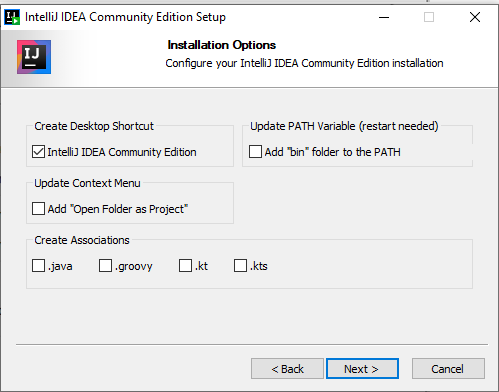 IntelliJ IDEA Community Edition Setup
IJ
Installation Options
Configure your IntelliJ IDEA Community Edition installation
Create Desktop Shortcut
IntelliJ IDEA Community Edition
Update PATH Variable (restart needed)
Add "bin" folder to the PATH
Update Context Menu
Add "Open Folder as Project"
Create Associations
.java .groovy .kt .kts
< Back Next > Cancel